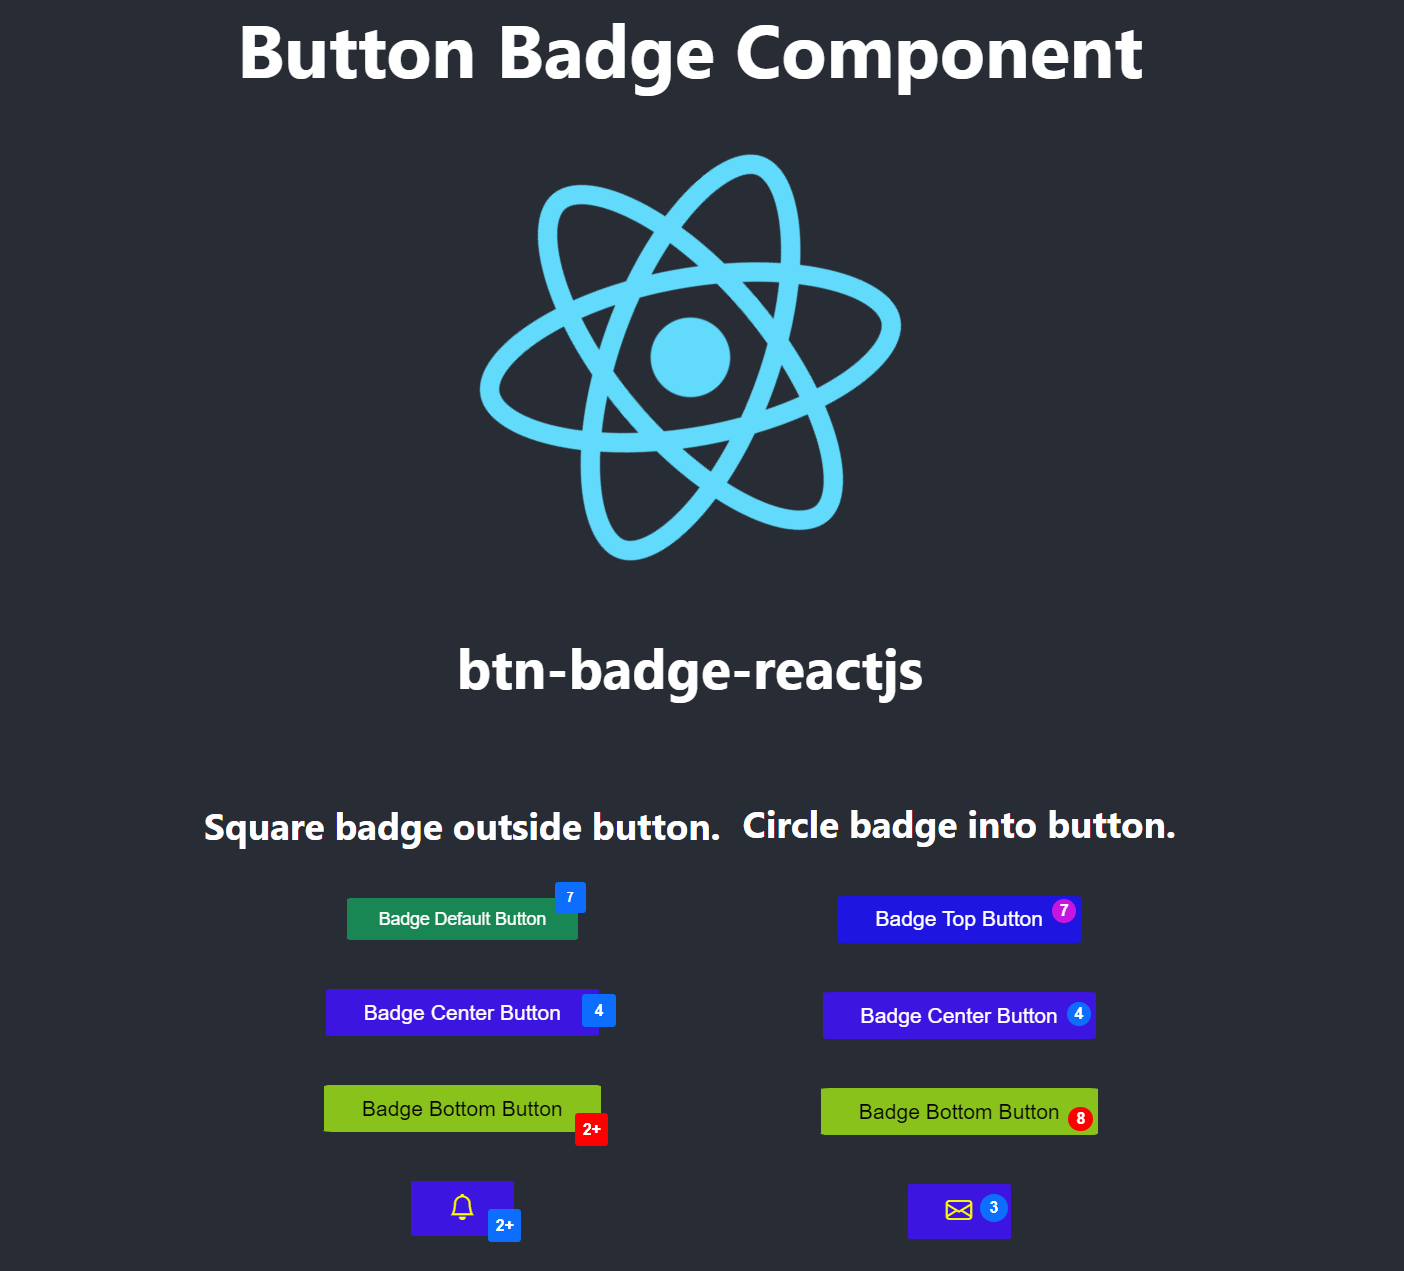 Button Badge Component
btn-badge-reactjs
Square badge outside button.
Badge Default Button 7
Badge Center Button 4
Badge Bottom Button 2+
2+
Circle badge into button.
Badge Top Button 7
Badge Center Button 4
Badge Bottom Button 8
3